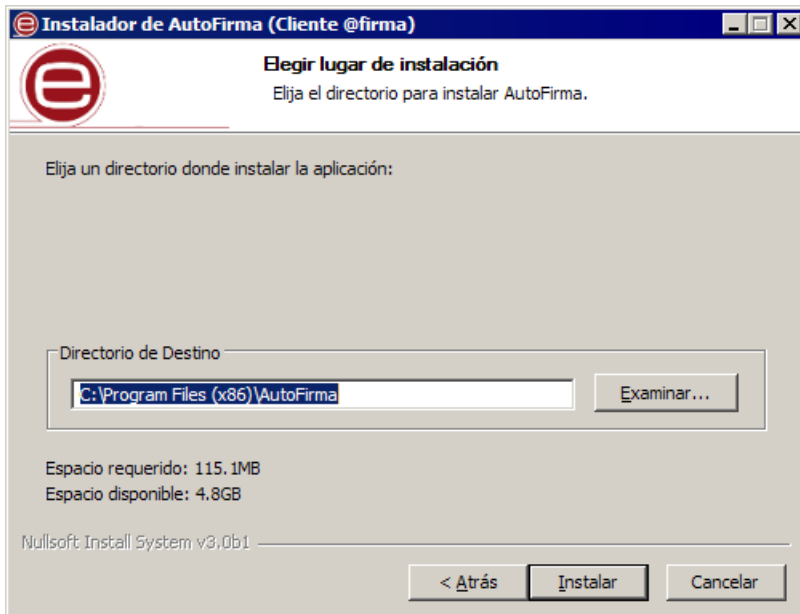 Instalador de AutoFirma (Cliente @firma)
Elegir lugar de instalación
Elija el directorio para instalar AutoFirma.
Elija un directorio donde instalar la aplicación:
Directorio de Destino
C:\Program Files (x86)\AutoFirma
Examinar...
Espacio requerido: 115.1MB
Espacio disponible: 4.8GB
Nullsoft Install System v3.0b1
< Atrás
Instalar
Cancelar